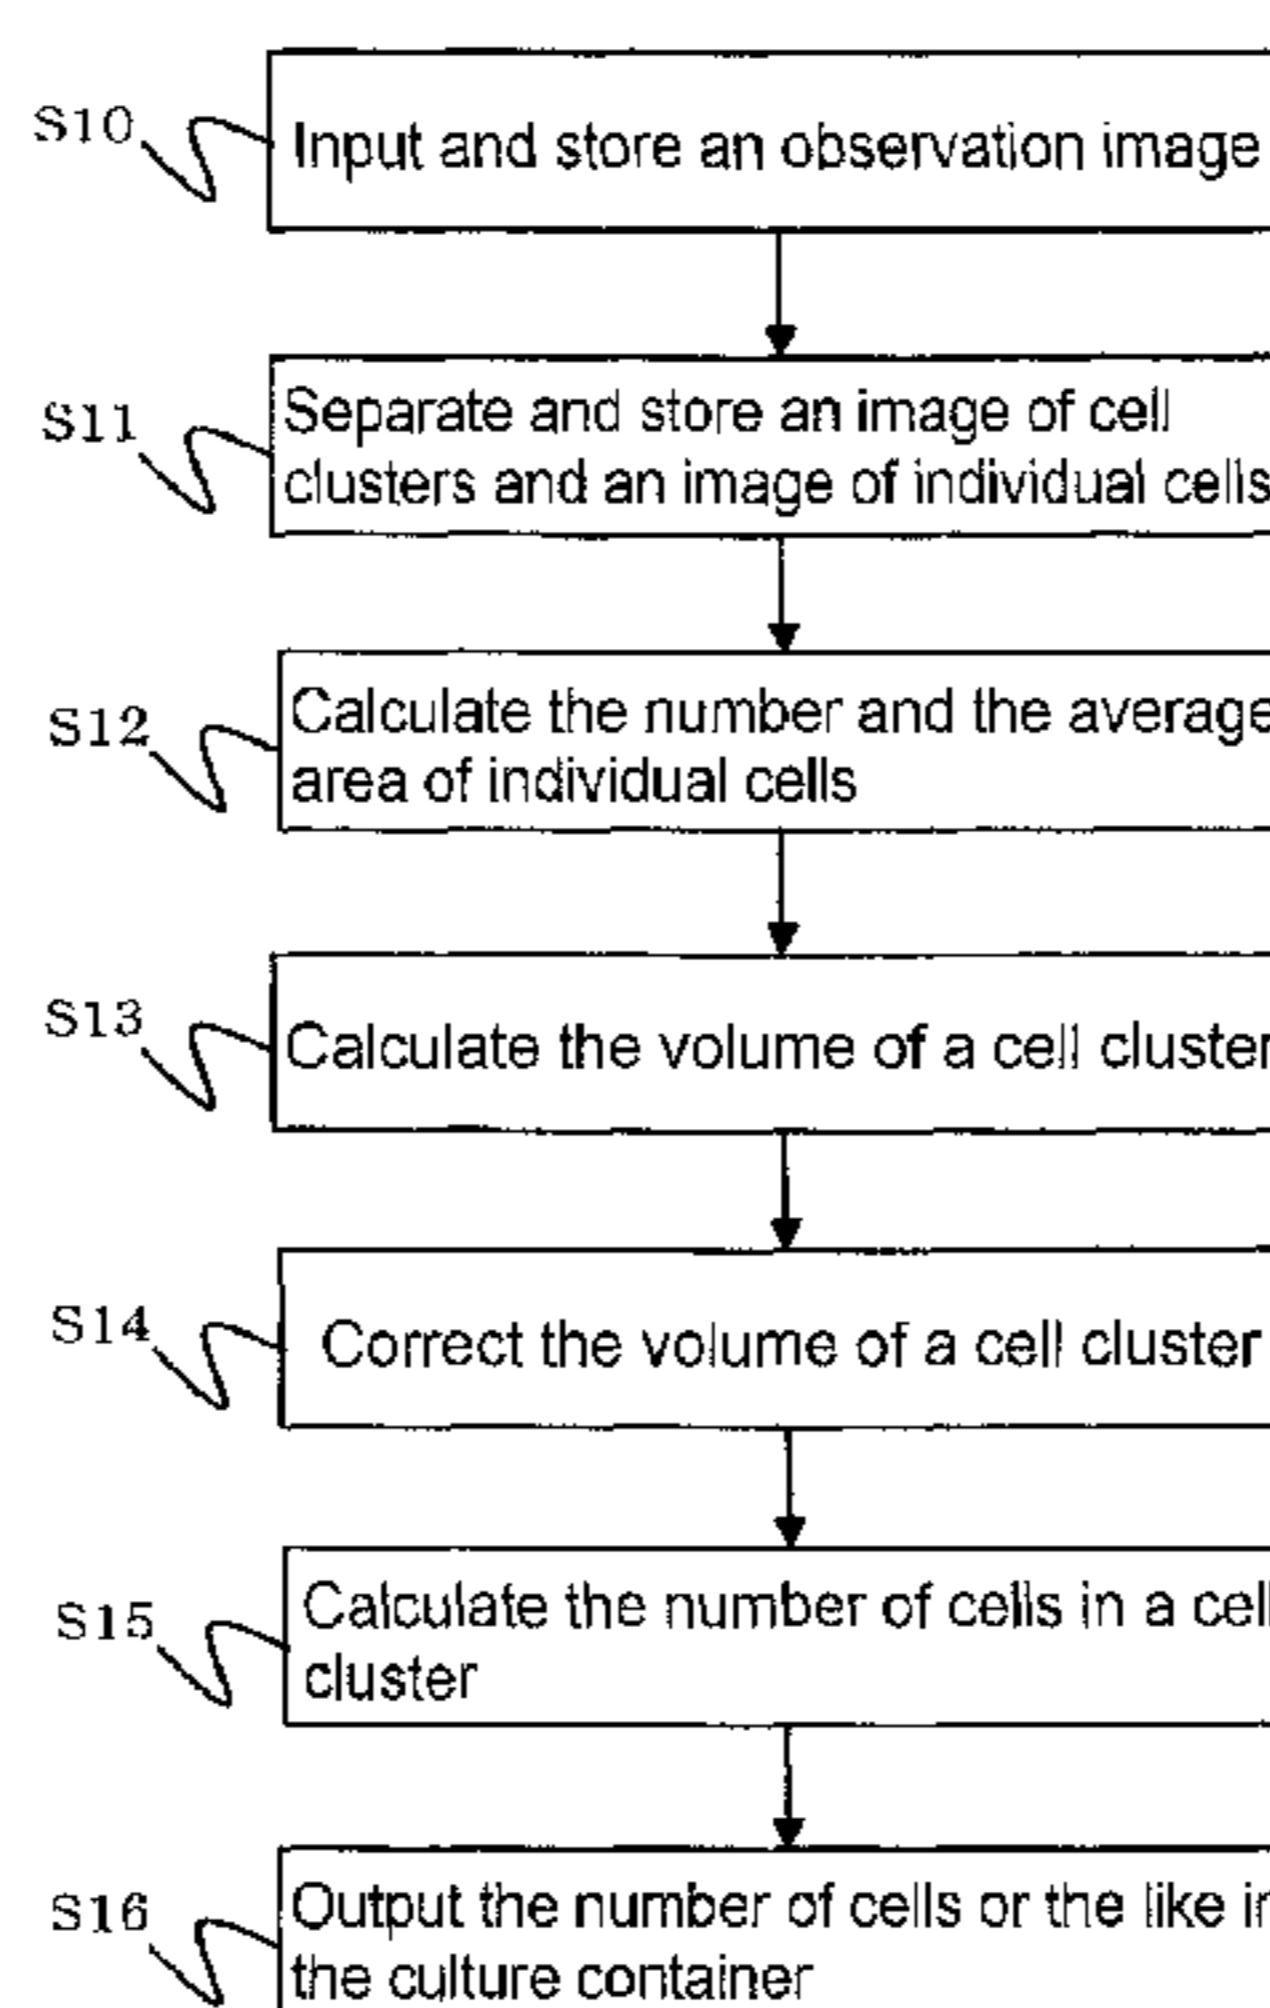 S10
Input and store an observation image
S11
Separate and store an image of cell
clusters and an image of individual cells
S12
Calculate the number and the average
area of individual cells
S13
Calculate the volume of a cell cluster
S14
Correct the volume of a cell cluster
S15
Calculate the number of cells in a cell
cluster
S16
Output the number of cells or the like in
the culture container